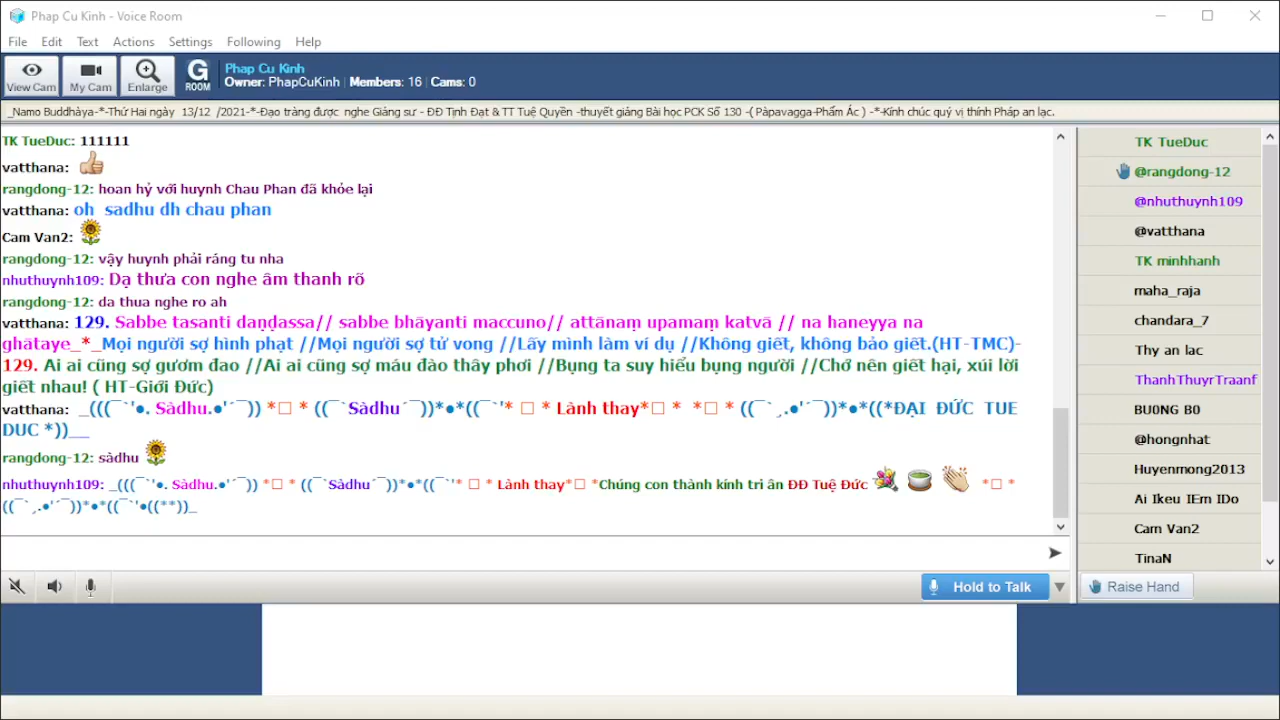 Phap Cu Kinh - Voice Room
File Edit Text Actions Settings Following Help
View Cam My Cam Enlarge G ROOM
Phap Cu Kinh
Owner: PhapCuKinh | Members: 16 | Cams: 0
_Namo Buddhàya-*-Thứ Hai ngày 13/12 /2021-*-Đạo tràng được nghe Giảng sư - ĐĐ Tịnh Đạt & TT Tuệ Quyền -thuyết giảng Bài học PCK Số 130 -( Pàpavagga-Phẩm Ác ) -*-Kính chúc quý vị thính Pháp an lạc.
TK TueDuc: 111111
vatthana:
rangdong-12: hoan hỷ với huynh Chau Phan đã khỏe lại
vatthana: oh sadhu dh chau phan
Cam Van2:
rangdong-12: vậy huynh phải ráng tu nha
nhuthuynh109: Dạ thưa con nghe âm thanh rõ
rangdong-12: da thua nghe ro ah
vatthana: 129. Sabbe tasanti daṇḍassa// sabbe bhāyanti maccuno// attānaṃ upamaṃ katvā // na haneyya na
ghātaye_*_Mọi người sợ hình phạt //Mọi người sợ tử vong //Lấy mình làm ví dụ //Không giết, không bảo giết.(HT-TMC)-
129. Ai ai cũng sợ gươm đao //Ai ai cũng sợ máu đào thây phơi //Bụng ta suy hiểu bụng người //Chớ nên giết hại, xúi lời
giết nhau! ( HT-Giới Đức)
vatthana: _(((¯`'•. Sàdhu.•'´¯)) *□ * ((¯`Sàdhu´¯))*•*((¯`'* □ * Lành thay*□ * *□ * ((¯`¸.•'´¯))*•*((*ĐẠI ĐỨC TUE
DUC *))__
rangdong-12: sàdhu
nhuthuynh109: _(((¯`'•. Sàdhu.•'´¯)) *□ * ((¯`Sàdhu´¯))*•*((¯`'* □ * Lành thay*□ *Chúng con thành kính tri ân ĐĐ Tuệ Đức *□ *
((¯`¸.•'´¯))*•*((¯`'•((**))_
Hold to Talk
TK TueDuc
@rangdong-12
@nhuthuynh109
@vatthana
TK minhhanh
maha_raja
chandara_7
Thy an lac
ThanhThuyrTraanf
BU0NG B0
@hongnhat
Huyenmong2013
Ai Ikeu IEm IDo
Cam Van2
TinaN
Raise Hand